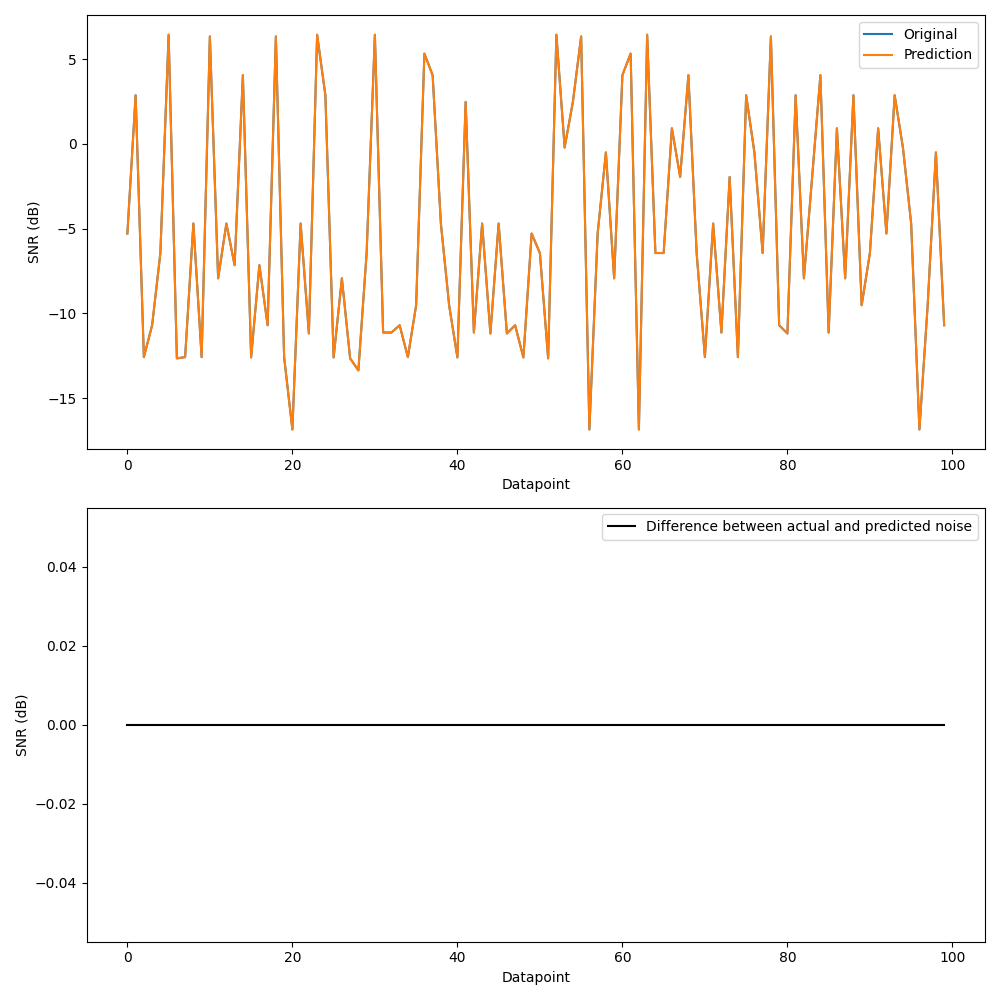 Original
Prediction
5
0
−5
−10
−15
SNR (dB)
0 20 40 60 80 100
Datapoint
Difference between actual and predicted noise
0.04
0.02
0.00
−0.02
−0.04
SNR (dB)
0 20 40 60 80 100
Datapoint